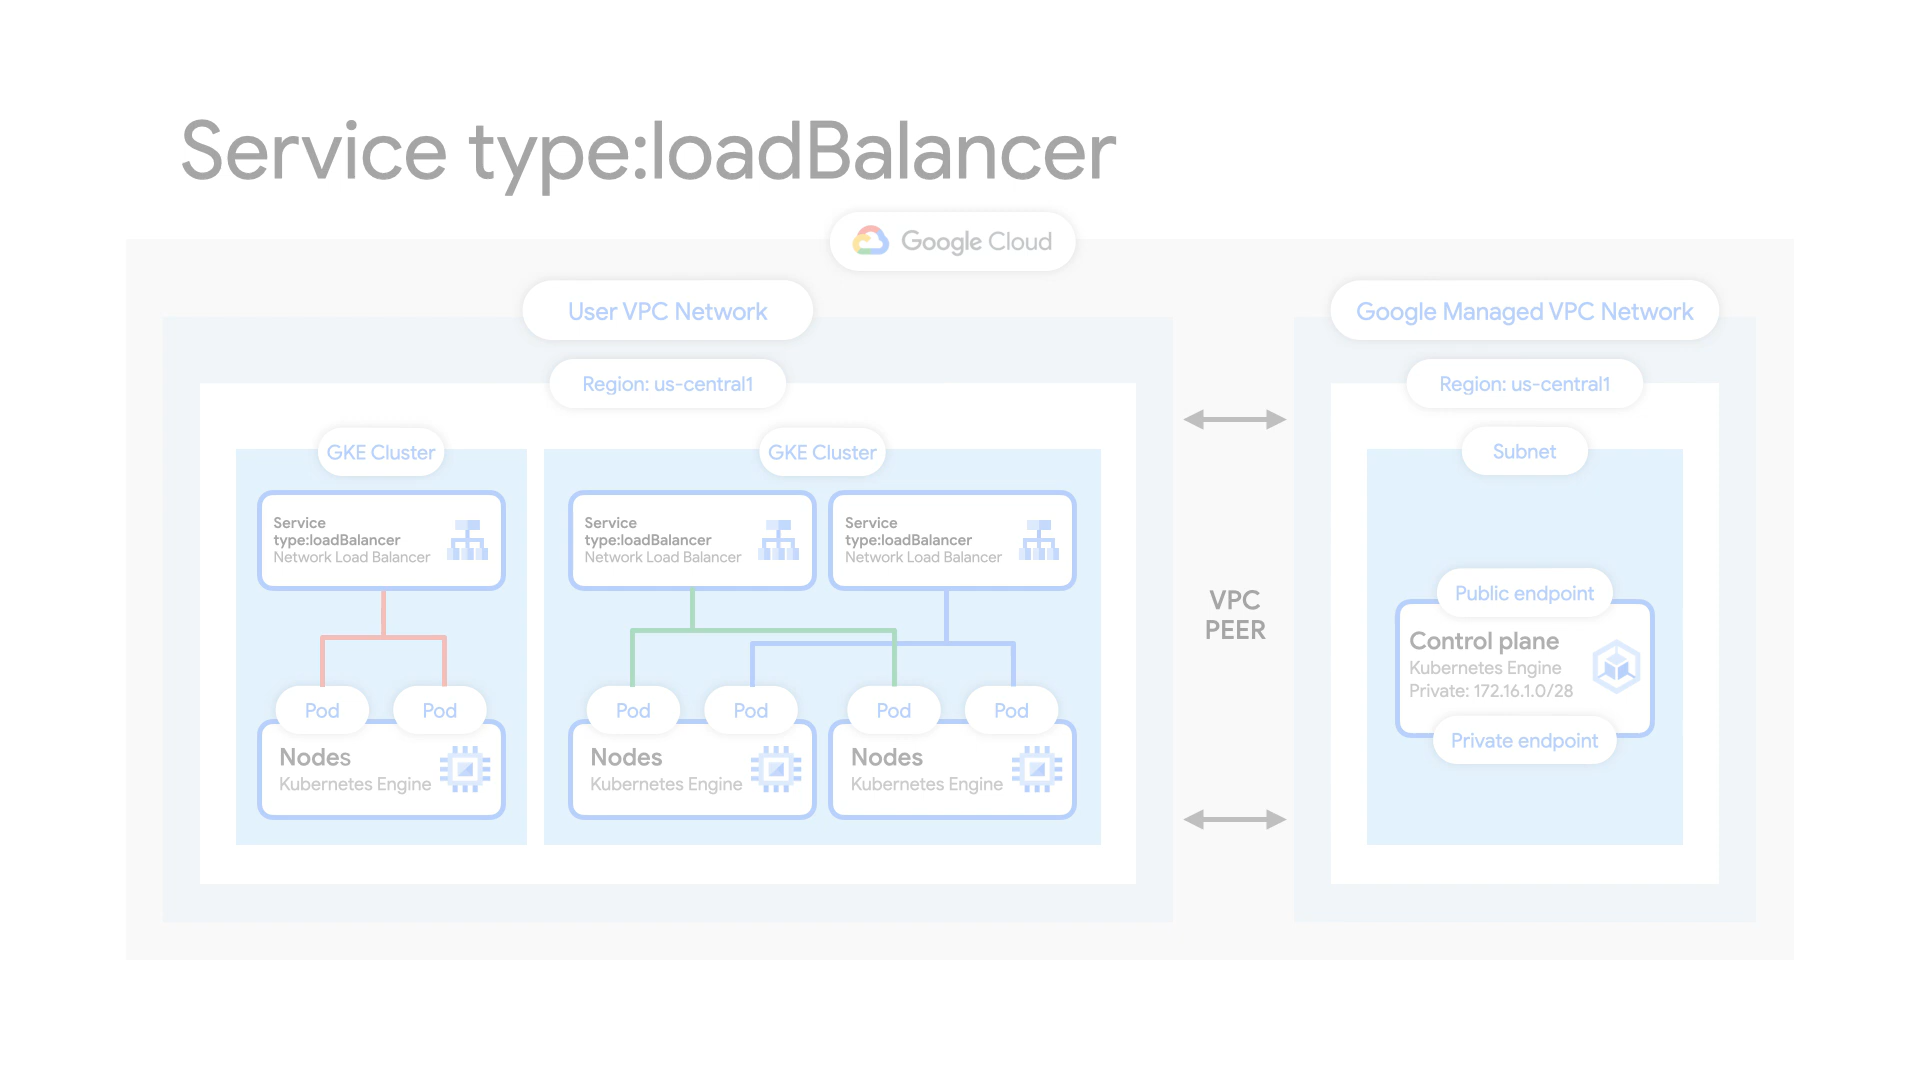 Service type:loadBalancer
Google Cloud
User VPC Network
Google Managed VPC Network
Region: us-central1
Region: us-central1
GKE Cluster
GKE Cluster
Subnet
Service
type:loadBalancer
Network Load Balancer
Service
type:loadBalancer
Network Load Balancer
Service
type:loadBalancer
Network Load Balancer
VPC
PEER
Public endpoint
Control plane
Kubernetes Engine
Private: 172.16.1.0/28
Private endpoint
Pod
Pod
Pod
Pod
Pod
Pod
Nodes
Kubernetes Engine
Nodes
Kubernetes Engine
Nodes
Kubernetes Engine